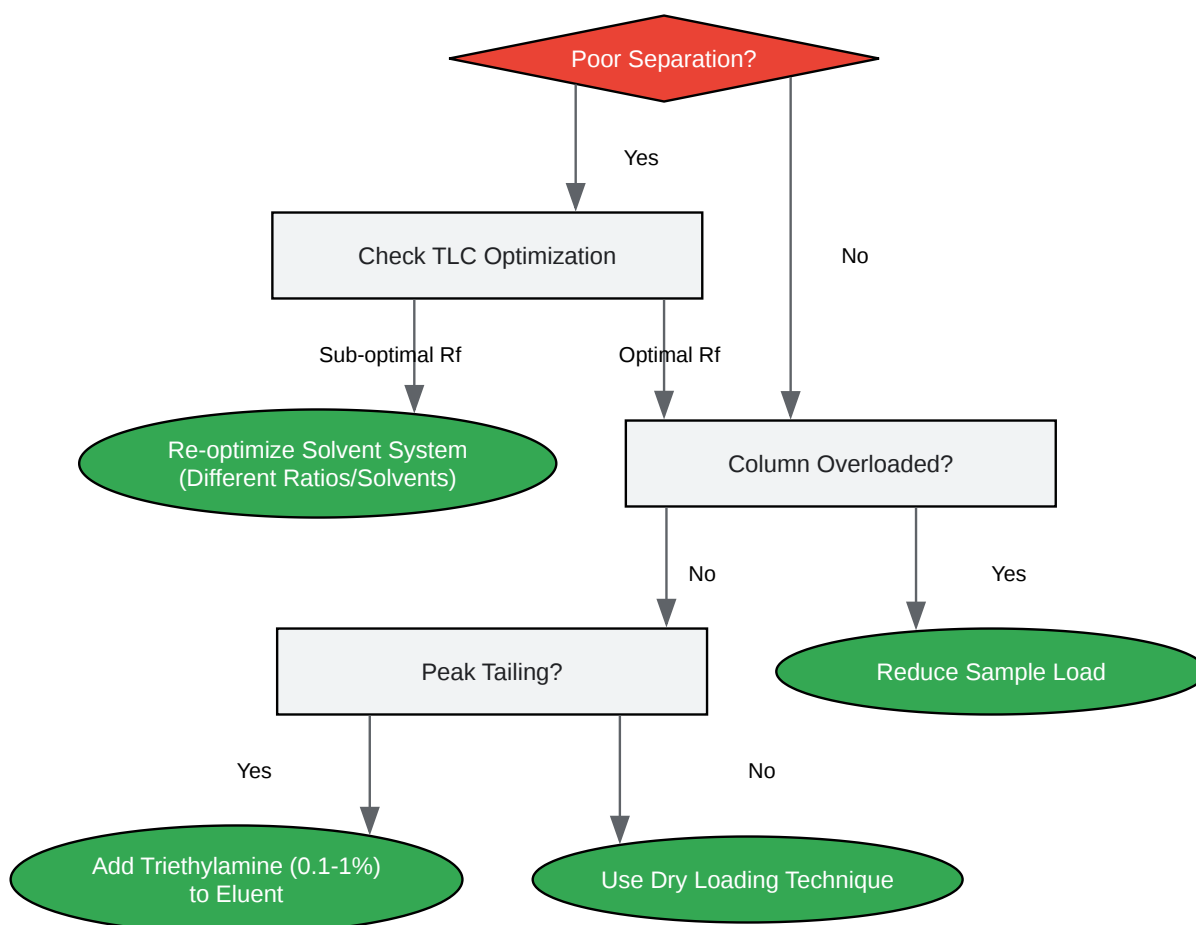 Poor Separation?
Yes
No
Check TLC Optimization
Sub-optimal Rf
Optimal Rf
Re-optimize Solvent System
(Different Ratios/Solvents)
Column Overloaded?
No
Yes
Peak Tailing?
Reduce Sample Load
Yes
No
Add Triethylamine (0.1-1%)
to Eluent
Use Dry Loading Technique